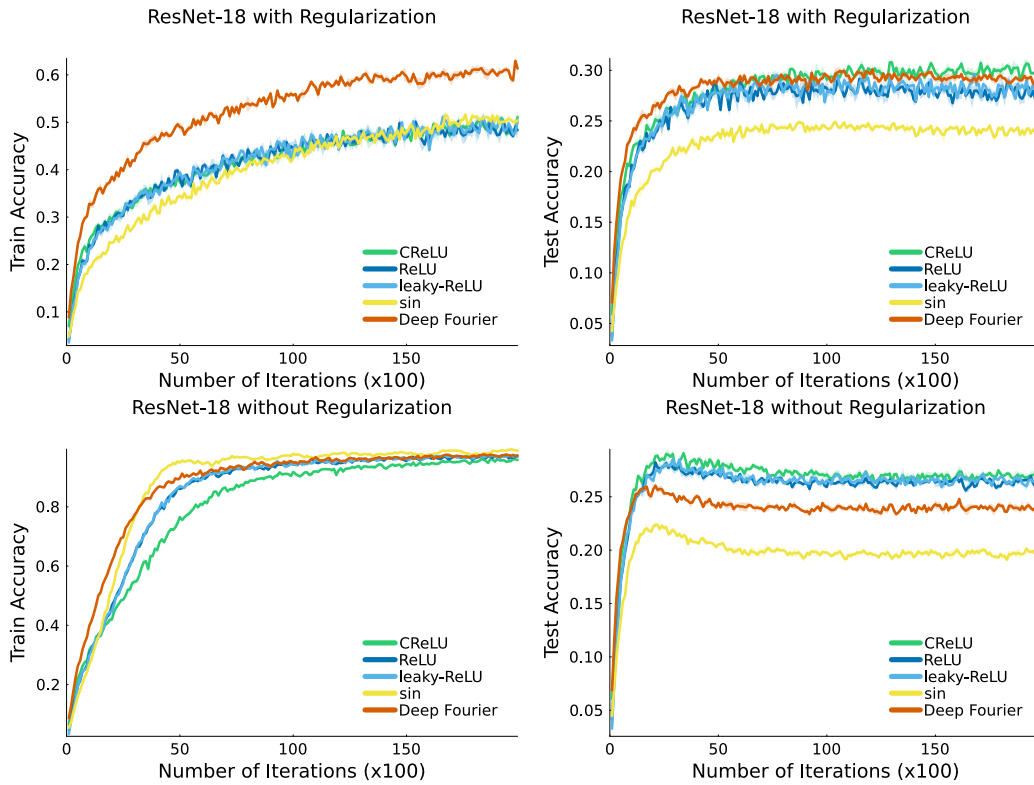 ResNet-18 with Regularization
Train Accuracy
0.6
0.5
0.4
0.3
0.2
0.1
CReLU
ReLU
leaky-ReLU
sin
Deep Fourier
0
50
100
150
Number of Iterations (x100)
ResNet-18 with Regularization
Test Accuracy
0.30
0.25
0.20
0.15
0.10
0.05
CReLU
ReLU
leaky-ReLU
sin
Deep Fourier
0
50
100
150
Number of Iterations (x100)
ResNet-18 without Regularization
Train Accuracy
0.8
0.6
0.4
0.2
CReLU
ReLU
leaky-ReLU
sin
Deep Fourier
0
50
100
150
Number of Iterations (x100)
ResNet-18 without Regularization
Test Accuracy
0.25
0.20
0.15
0.10
0.05
CReLU
ReLU
leaky-ReLU
sin
Deep Fourier
0
50
100
150
Number of Iterations (x100)